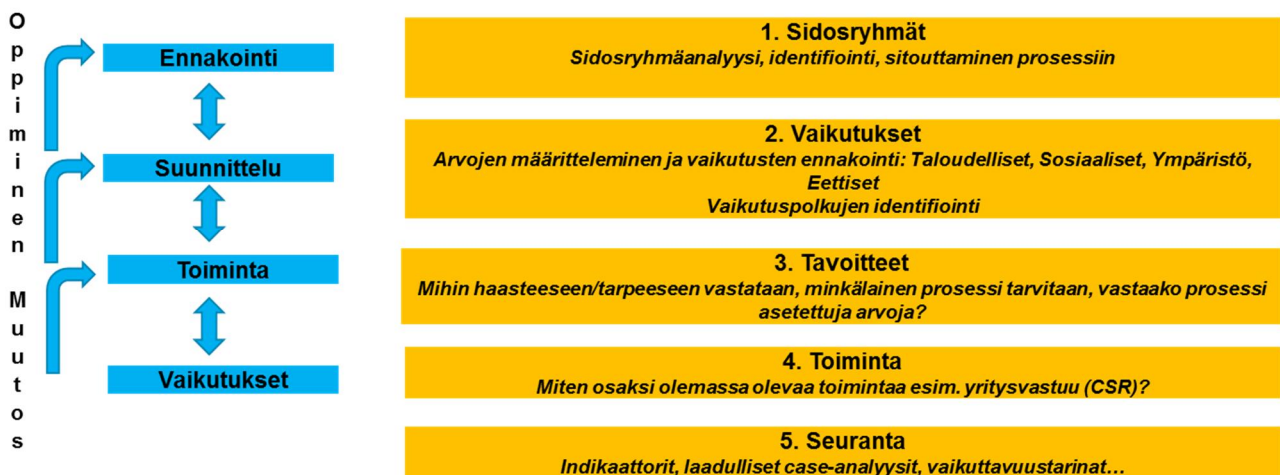 Oppiminen Muutos
Ennakointi
Suunnittelu
Toiminta
Vaikutukset
1. Sidosryhmät
Sidosryhmäanalyysi, identifiointi, sitouttaminen prosessiin
2. Vaikutukset
Arvojen määritteleminen ja vaikutusten ennakointi: Taloudelliset, Sosiaaliset, Ympäristö,
Eettiset
Vaikutuspolkujen identifiointi
3. Tavoitteet
Mihin haasteeseen/tarpeeseen vastataan, minkälainen prosessi tarvitaan, vastaako prosessi
asetettuja arvoja?
4. Toiminta
Miten osaksi olemassa olevaa toimintaa esim. yritysvastuu (CSR)?
5. Seuranta
Indikaattorit, laadulliset case-analyysit, vaikuttavuustarinat…